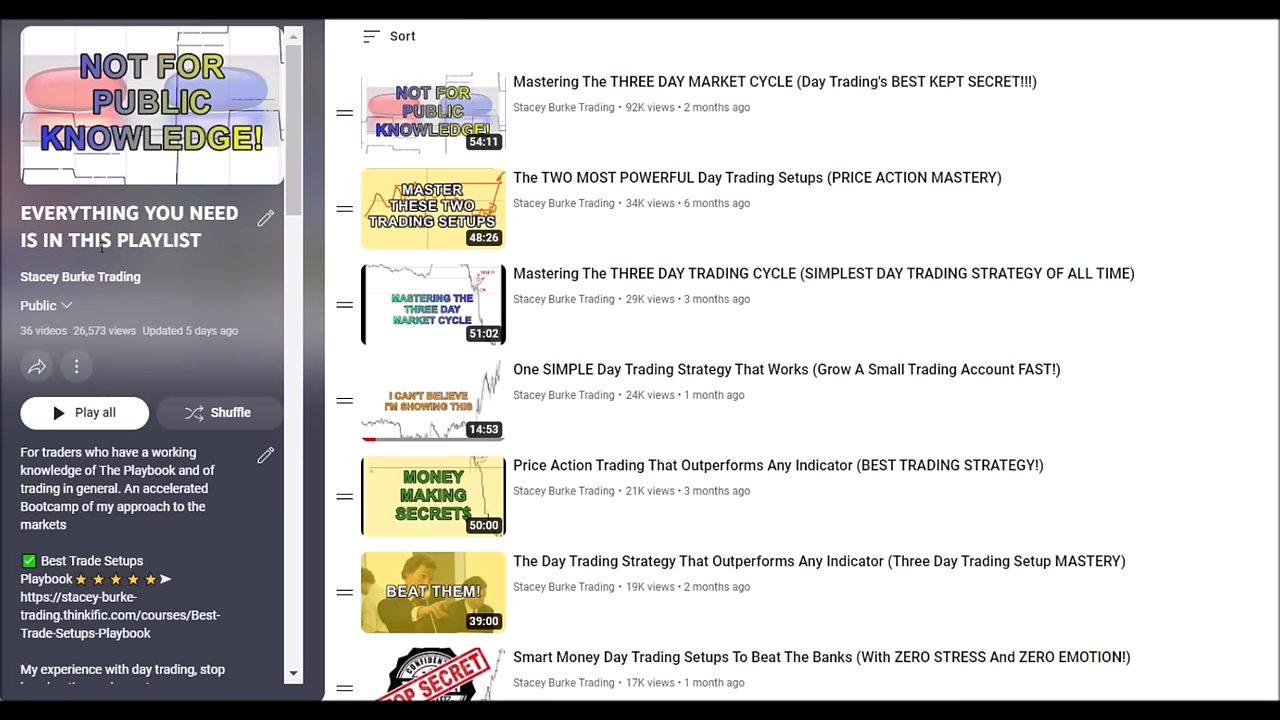 NOT FOR
PUBLIC
KNOWLEDGE!
EVERYTHING YOU NEED
IS IN THIS PLAYLIST
Stacey Burke Trading
Public
36 videos 26,573 views Updated 5 days ago
Play all
Shuffle
For traders who have a working
knowledge of The Playbook and of
trading in general. An accelerated
Bootcamp of my approach to the
markets
✅ Best Trade Setups
Playbook⭐⭐⭐⭐⭐➤
https://stacey-burke-
trading.thinkific.com/courses/Best-
Trade-Setups-Playbook
My experience with day trading, stop
Sort
NOT FOR
PUBLIC
KNOWLEDGE!
54:11
Mastering The THREE DAY MARKET CYCLE (Day Trading's BEST KEPT SECRET!!!)
Stacey Burke Trading • 92K views • 2 months ago
MASTER
THESE TWO
TRADING SETUPS
48:26
The TWO MOST POWERFUL Day Trading Setups (PRICE ACTION MASTERY)
Stacey Burke Trading • 34K views • 6 months ago
MASTERING THE
THREE DAY
MARKET CYCLE
51:02
Mastering The THREE DAY TRADING CYCLE (SIMPLEST DAY TRADING STRATEGY OF ALL TIME)
Stacey Burke Trading • 29K views • 3 months ago
I CAN'T BELIEVE
I'M SHOWING THIS
14:53
One SIMPLE Day Trading Strategy That Works (Grow A Small Trading Account FAST!)
Stacey Burke Trading • 24K views • 1 month ago
MONEY
MAKING
SECRET$
50:00
Price Action Trading That Outperforms Any Indicator (BEST TRADING STRATEGY!)
Stacey Burke Trading • 21K views • 3 months ago
BEAT THEM!
39:00
The Day Trading Strategy That Outperforms Any Indicator (Three Day Trading Setup MASTERY)
Stacey Burke Trading • 19K views • 2 months ago
TOP SECRET
Smart Money Day Trading Setups To Beat The Banks (With ZERO STRESS And ZERO EMOTION!)
Stacey Burke Trading • 17K views • 1 month ago